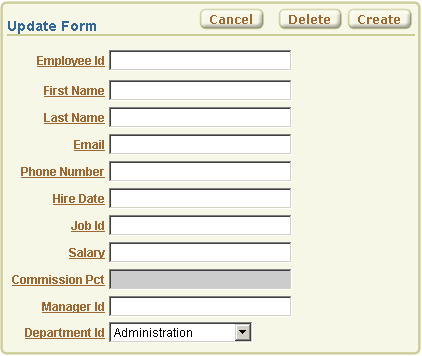 Update Form
Cancel
Delete
Create
Employee Id
First Name
Last Name
Email
Phone Number
Hire Date
Job Id
Salary
Commission Pct
Manager Id
Department Id Administration